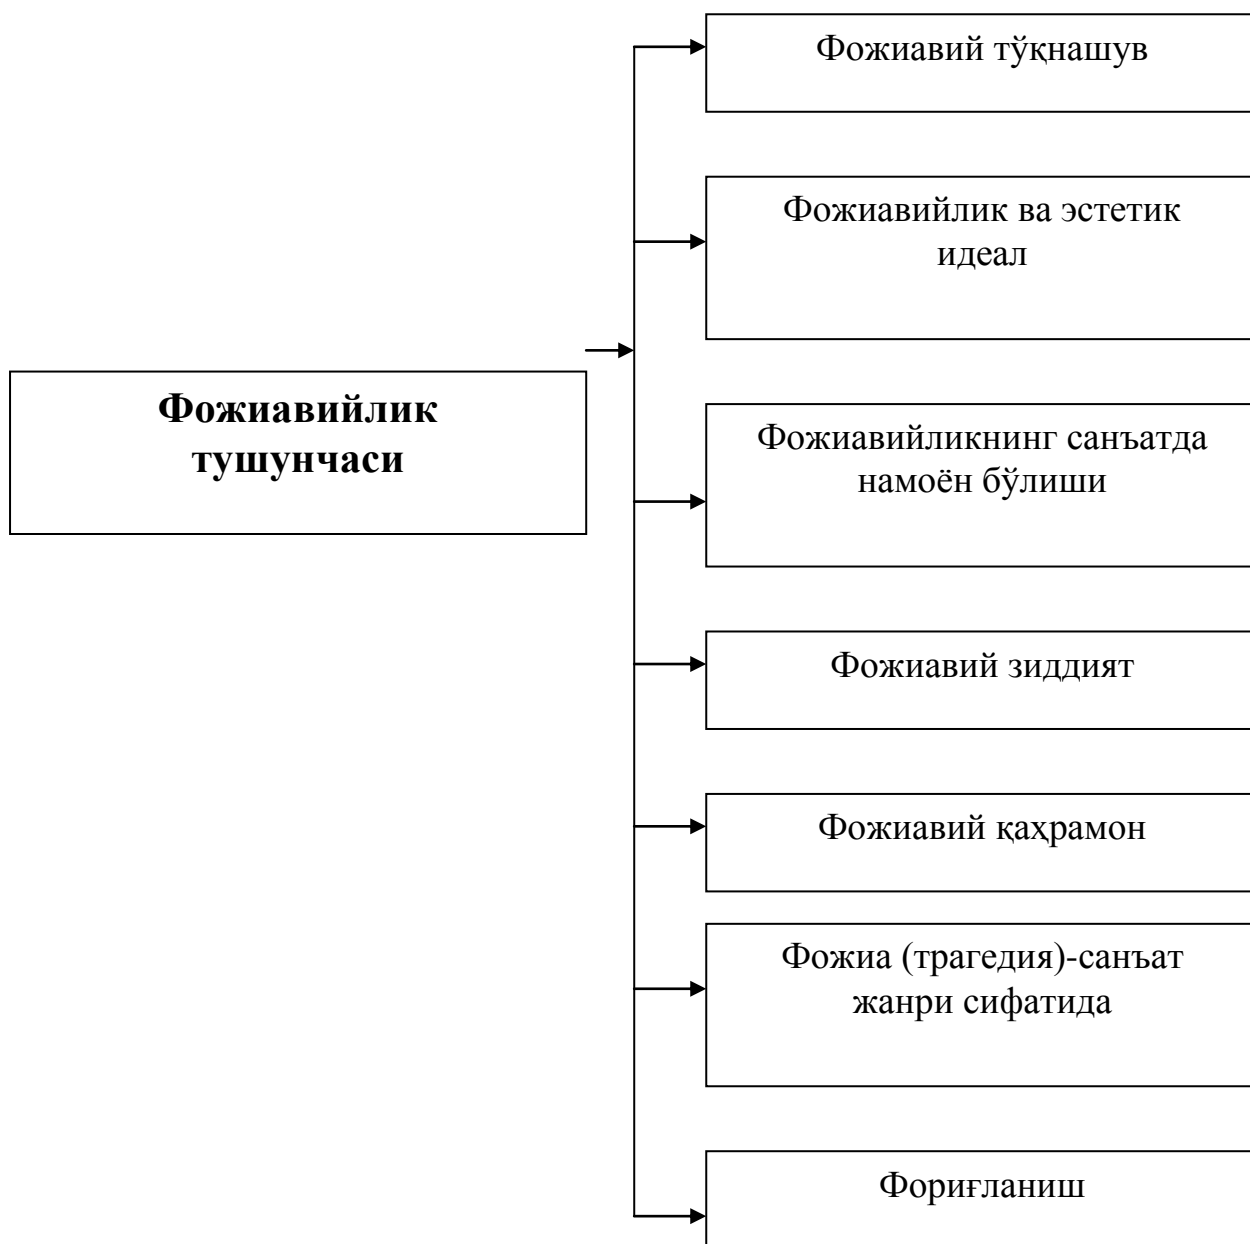 Фожиавийлик
тушунчаси
Фожиавий тўқнашув
Фожиавийлик ва эстетик
идеал
Фожиавийликнинг санъатда
намоён бўлиши
Фожиавий зиддият
Фожиавий қаҳрамон
Фожиа (трагедия)-санъат
жанри сифатида
Фориғланиш